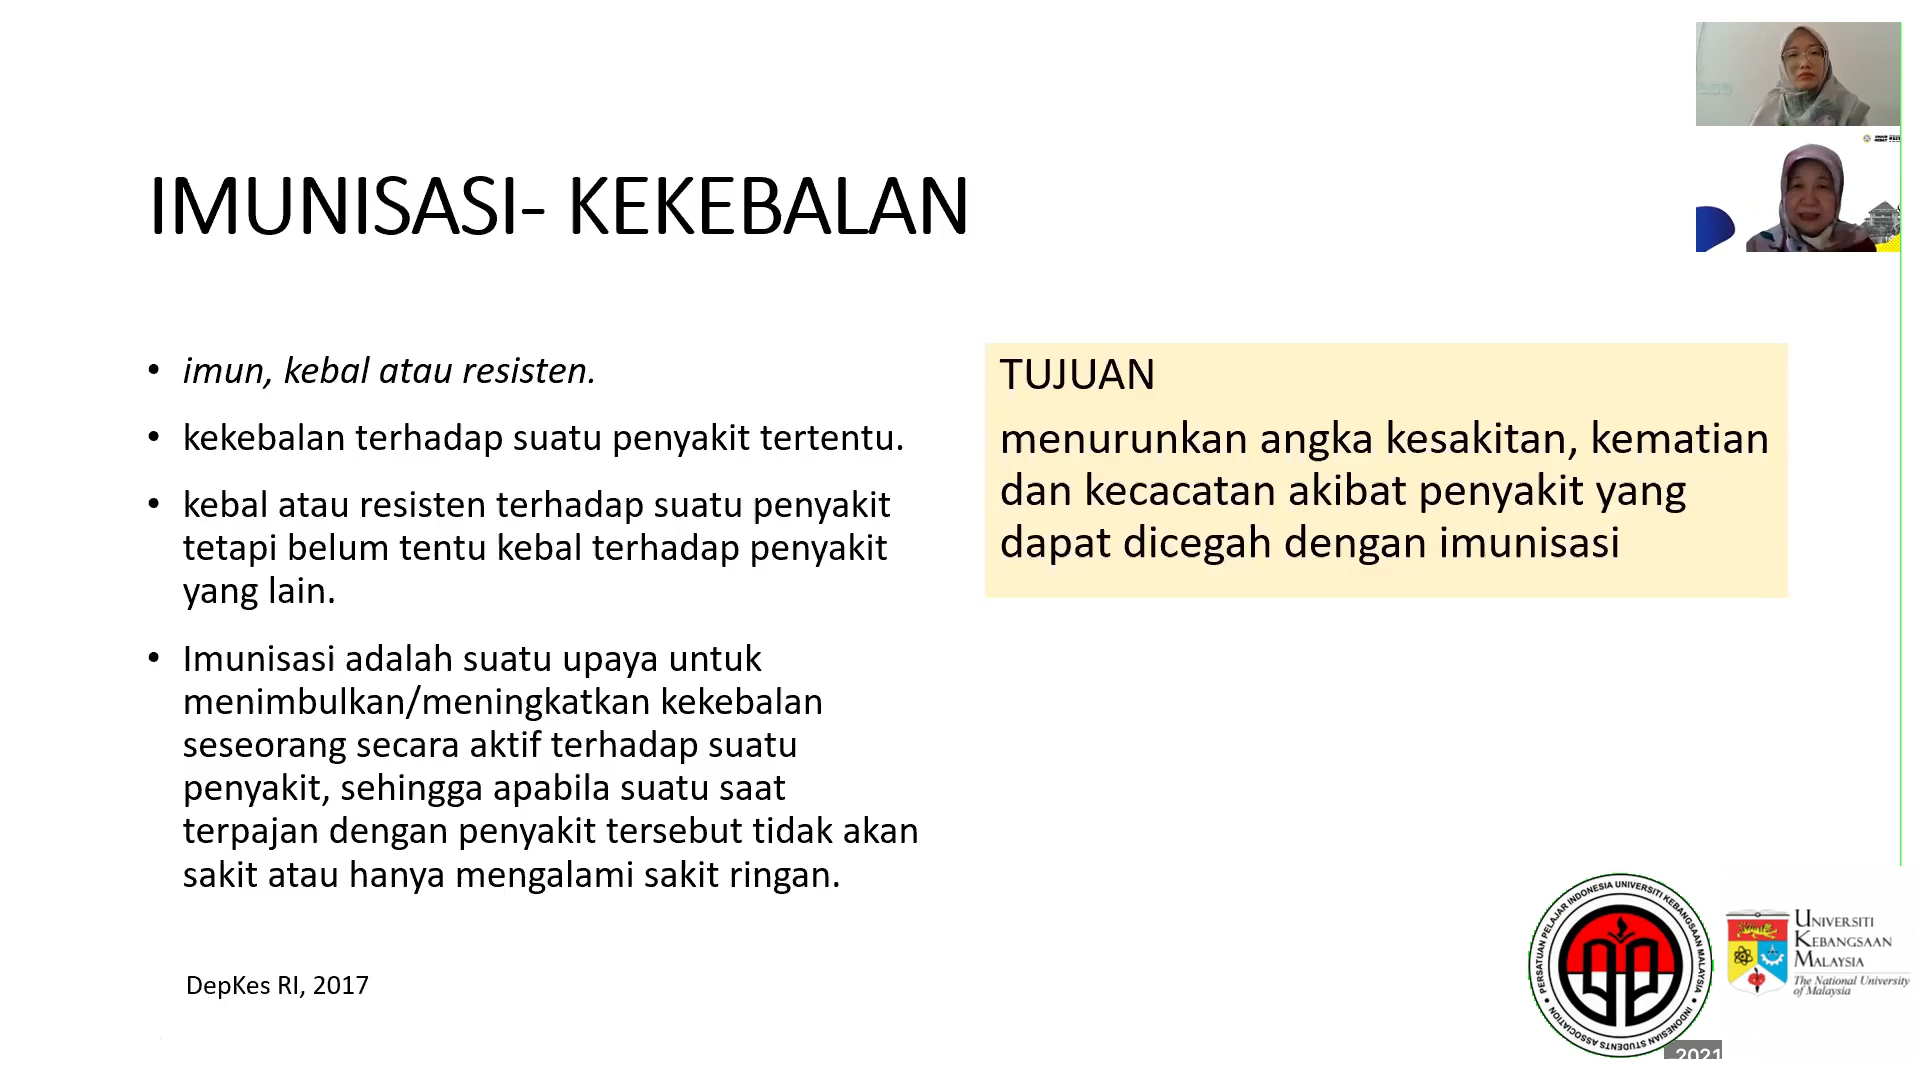 IMUNISASI- KEKEBALAN
• imun, kebal atau resisten.
• kekebalan terhadap suatu penyakit tertentu.
• kebal atau resisten terhadap suatu penyakit
tetapi belum tentu kebal terhadap penyakit
yang lain.
• Imunisasi adalah suatu upaya untuk
menimbulkan/meningkatkan kekebalan
seseorang secara aktif terhadap suatu
penyakit, sehingga apabila suatu saat
terpajan dengan penyakit tersebut tidak akan
sakit atau hanya mengalami sakit ringan.
DepKes RI, 2017
TUJUAN
menurunkan angka kesakitan, kematian
dan kecacatan akibat penyakit yang
dapat dicegah dengan imunisasi
PERSATUAN PELAJAR INDONESIA UNIVERSITI KEBANGSAAN MALAYSIA
INDONESIAN STUDENTS ASSOCIATION
UNIVERSITI
KEBANGSAAN
MALAYSIA
The National University
of Malaysia
2021